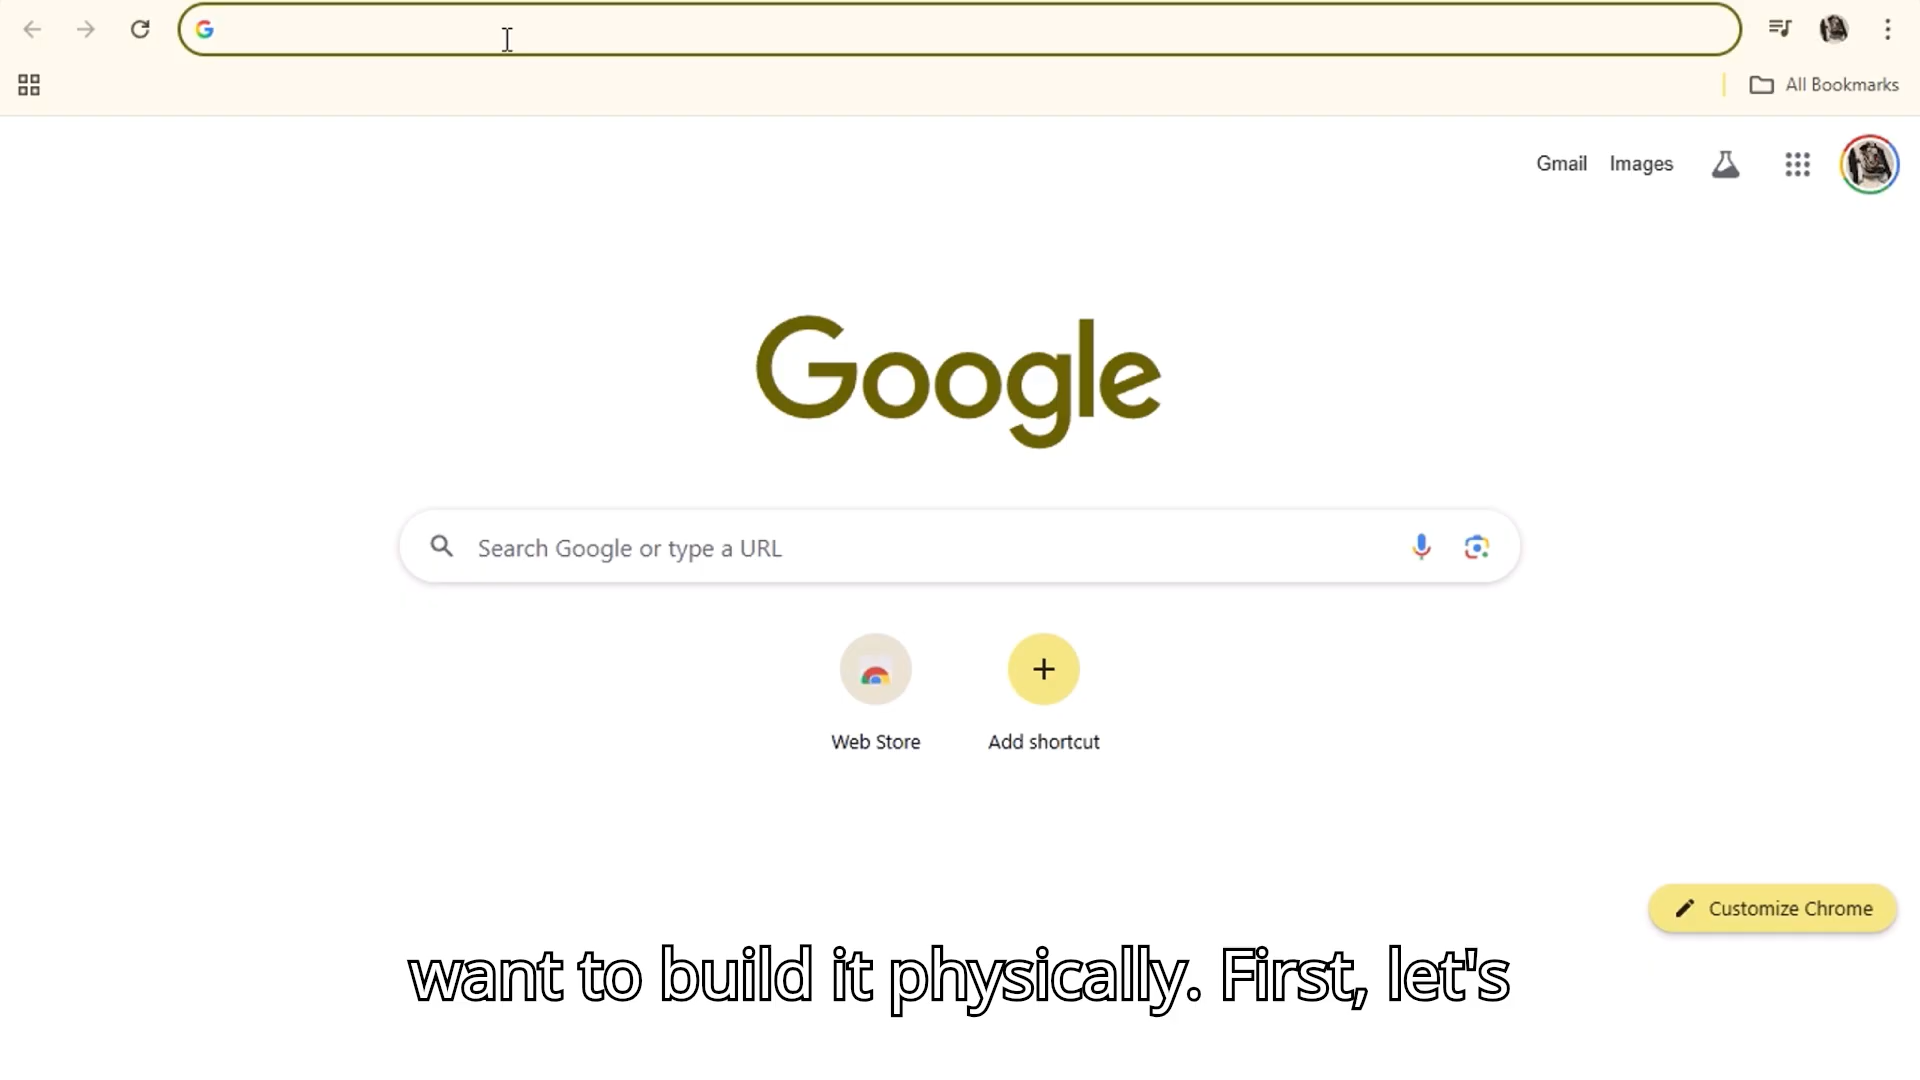 All Bookmarks
Gmail Images
Google
Search Google or type a URL
Web Store Add shortcut
Customize Chrome
want to build it physically. First, let's